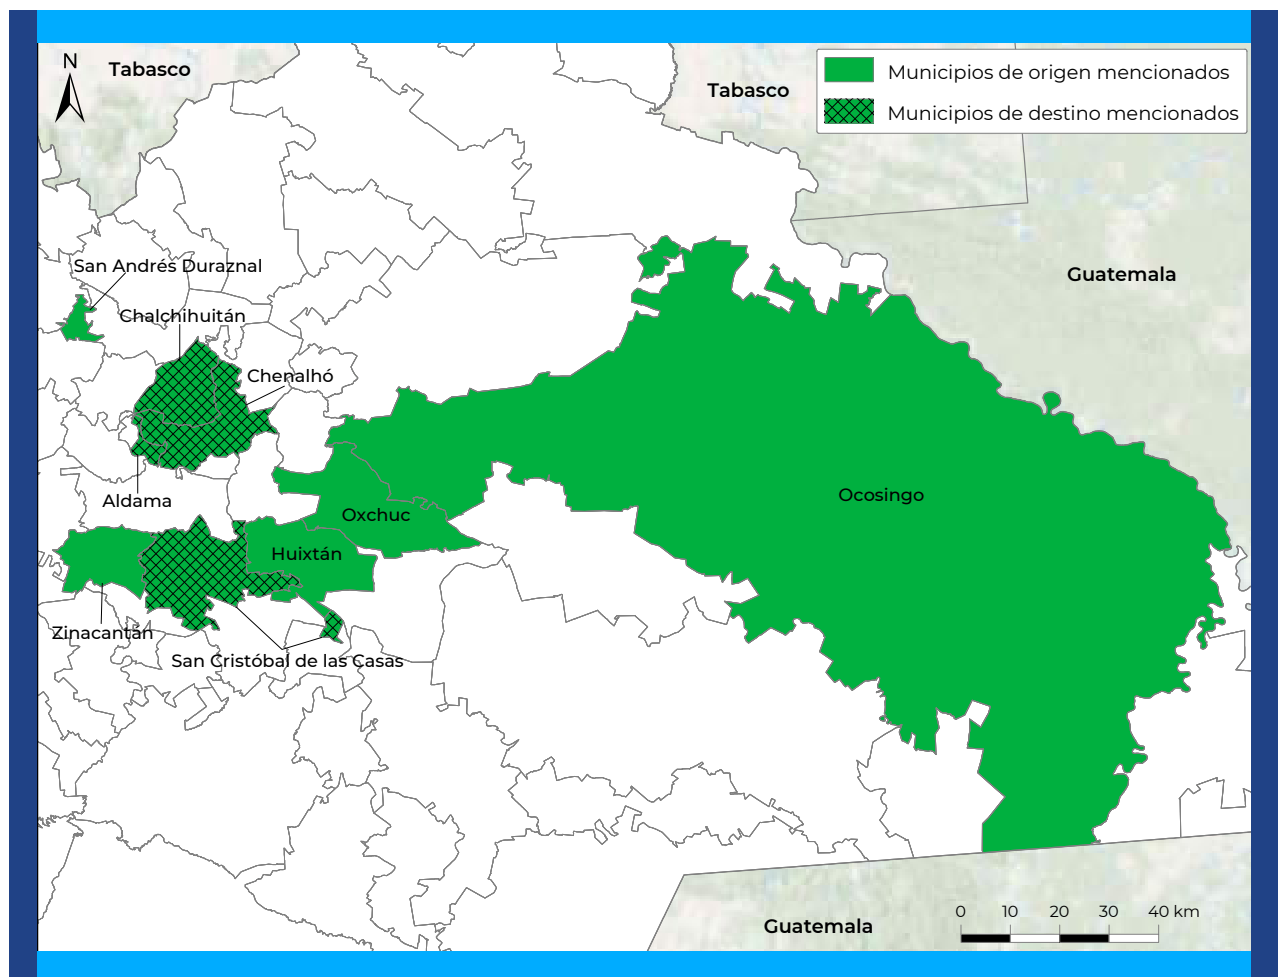 N
Tabasco
Tabasco
Municipios de origen mencionados
Municipios de destino mencionados
San Andrés Duraznal
Guatemala
Chalchihuitán
Chenalhó
Aldama
Ocosingo
Oxchuc
Huixtán
Zinacantán
San Cristóbal de las Casas
Guatemala
0 10 20 30 40 km